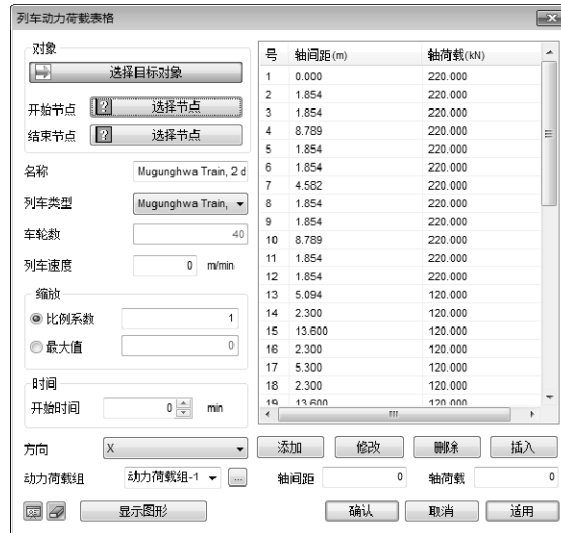 列车动力荷载表格
对象
选择目标对象
开始节点 选择节点
结束节点 选择节点
名称 Mugunghwa Train, 2 d
列车类型 Mugunghwa Train,
车轮数 40
列车速度 0 m/min
缩放
比例系数 1
最大值 0
时间
开始时间 0 min
方向 X
动力荷载组 动力荷载组-1 ...
显示图形
号 轴间距(m) 轴荷载(kN)
1 0.000 220.000
2 1.854 220.000
3 1.854 220.000
4 8.789 220.000
5 1.854 220.000
6 1.854 220.000
7 4.582 220.000
8 1.854 220.000
9 1.854 220.000
10 8.789 220.000
11 1.854 220.000
12 1.854 220.000
13 5.094 120.000
14 2.300 120.000
15 13.600 120.000
16 2.300 120.000
17 5.300 120.000
18 2.300 120.000
19 13.600 120.000
添加 修改 删除 插入
轴间距 0 轴荷载 0
确认 取消 适用